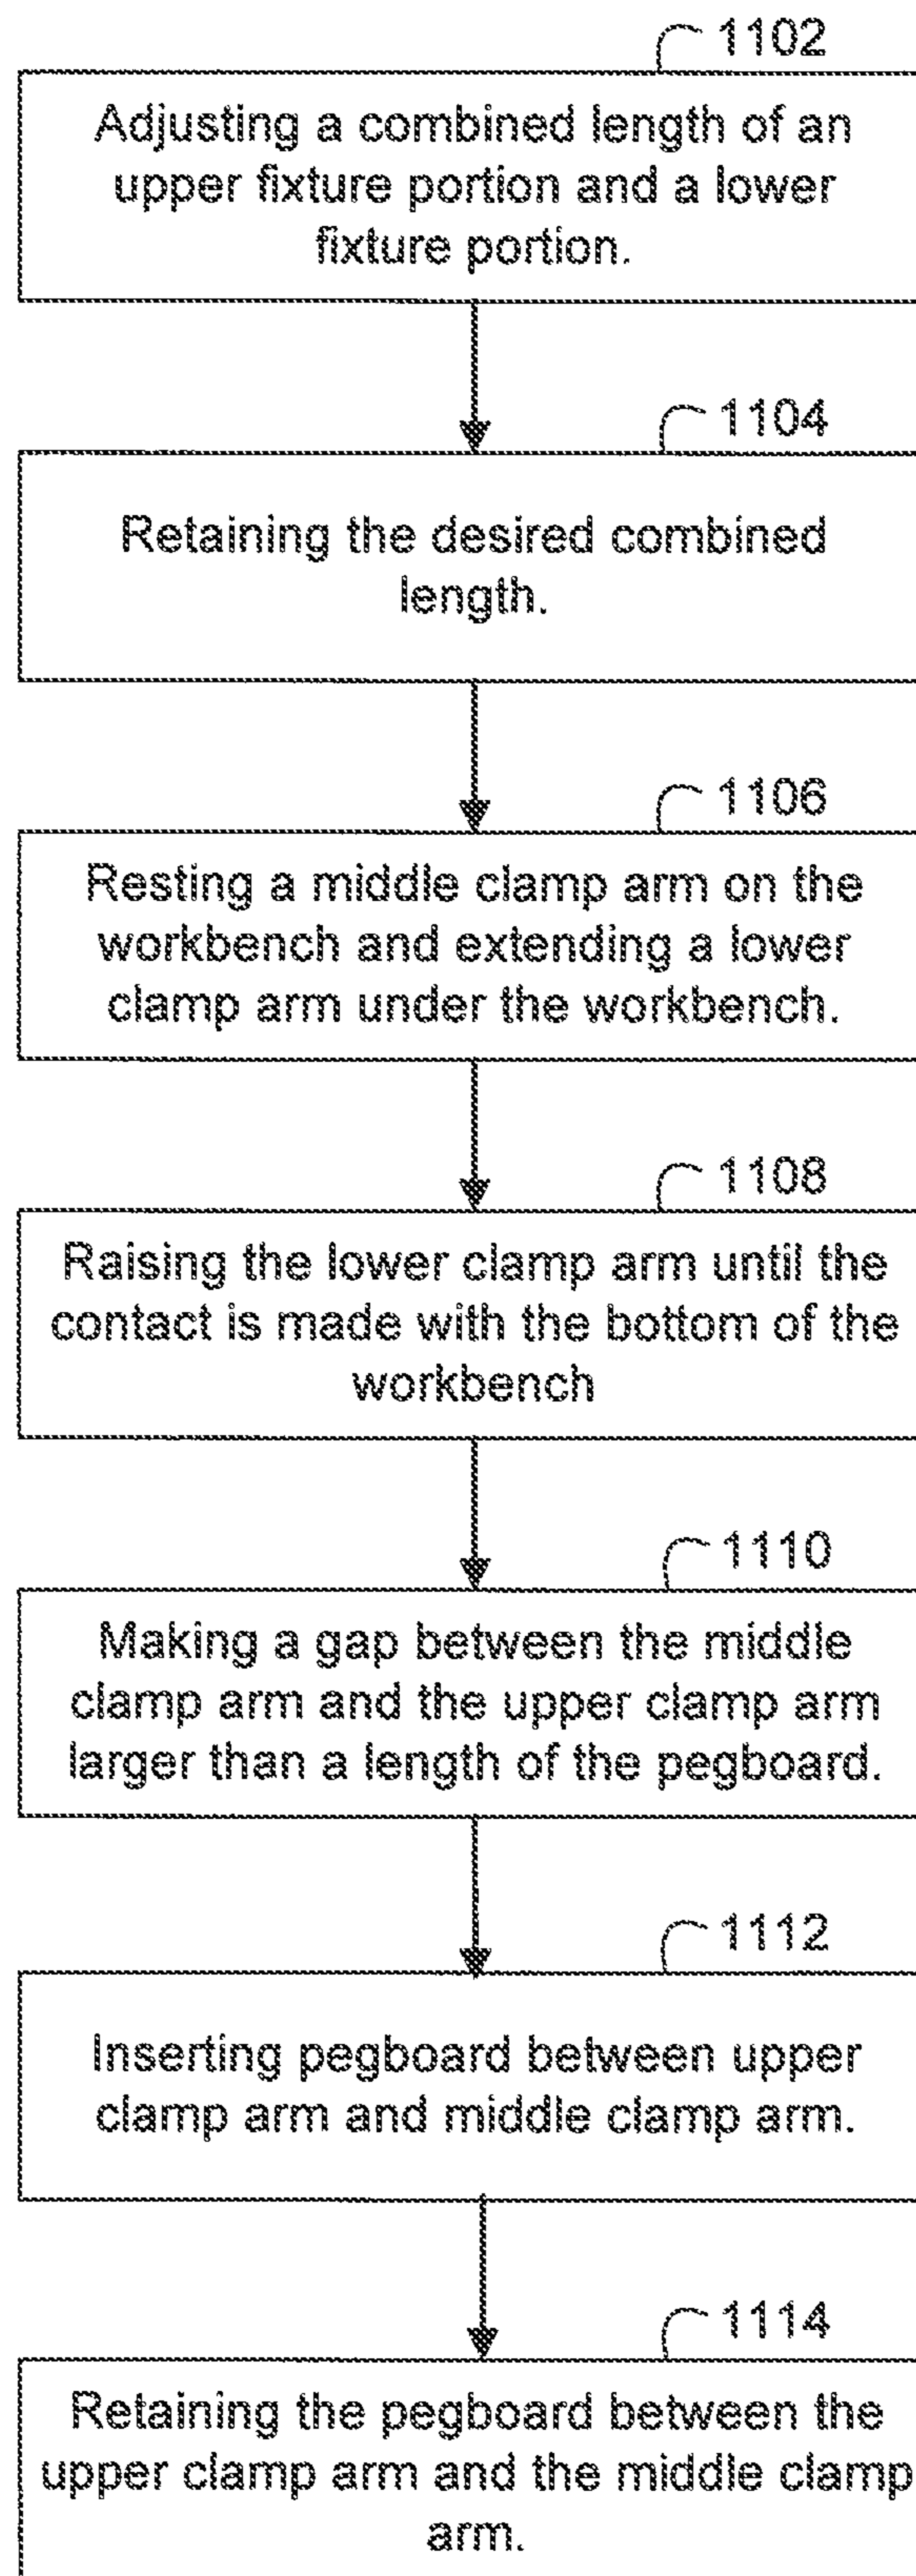 1102
Adjusting a combined length of an
upper fixture portion and a lower
fixture portion.
1104
Retaining the desired combined
length.
1106
Resting a middle clamp arm on the
workbench and extending a lower
clamp arm under the workbench.
1108
Raising the lower clamp arm until the
contact is made with the bottom of the
workbench
1110
Making a gap between the middle
clamp arm and the upper clamp arm
larger than a length of the pegboard.
1112
Inserting pegboard between upper
clamp arm and middle clamp arm.
1114
Retaining the pegboard between the
upper clamp arm and the middle clamp
arm.